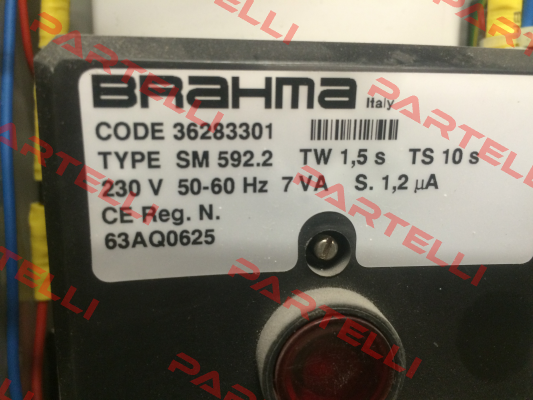 BRAHMA Italy
CODE 36283301
TYPE SM 592.2 TW 1,5 s TS 10 s
230 V 50-60 Hz 7 VA S. 1,2 µA
CE Reg. N.
63AQ0625
PARTELLI
PARTELLI
PARTELLI
PARTELLI
PARTELLI
PARTELLI